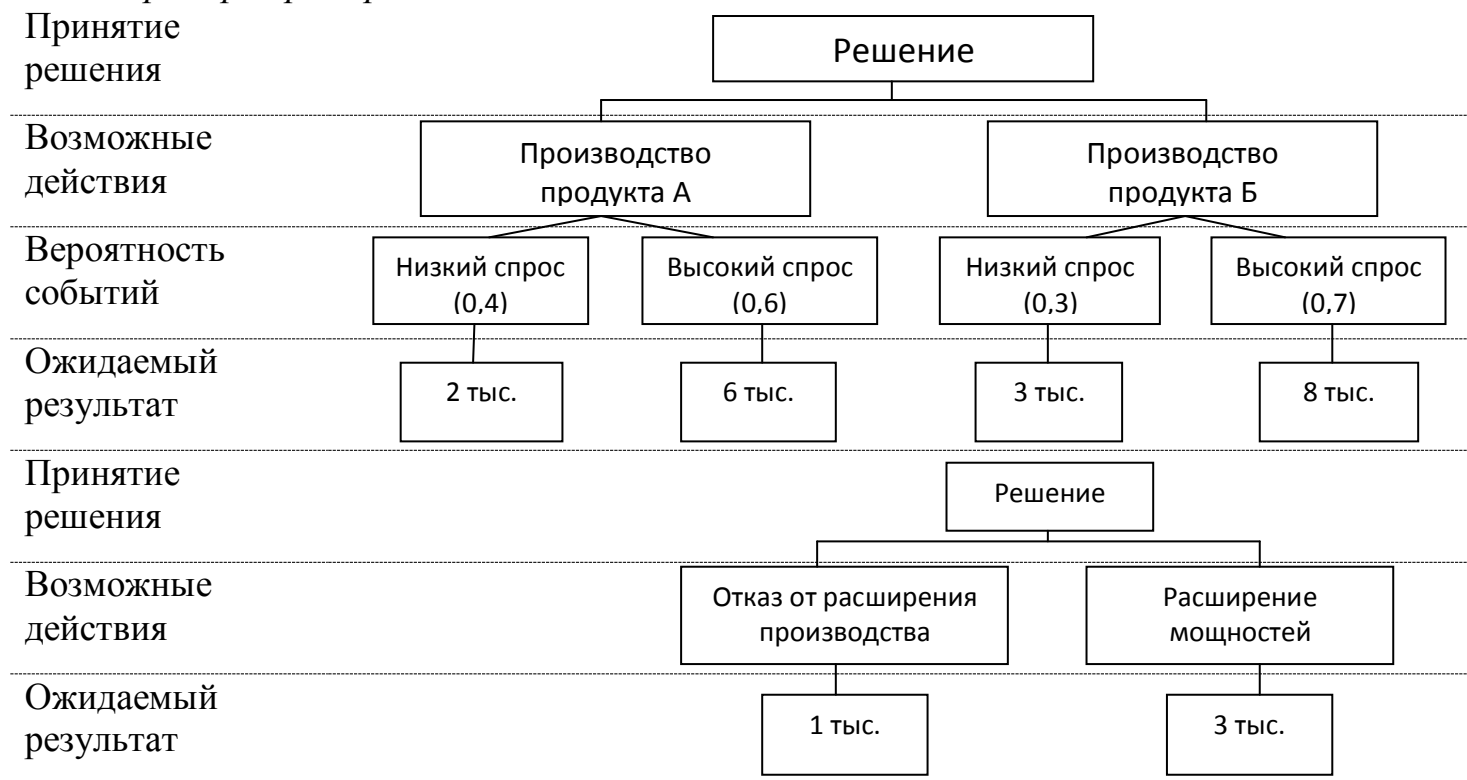 Принятие
решения
Решение
Возможные
действия
Производство
продукта А
Производство
продукта Б
Вероятность
событий
Низкий спрос
(0,4)
Высокий спрос
(0,6)
Низкий спрос
(0,3)
Высокий спрос
(0,7)
Ожидаемый
результат
2 тыс.
6 тыс.
3 тыс.
8 тыс.
Принятие
решения
Решение
Возможные
действия
Отказ от расширения
производства
Расширение
мощностей
Ожидаемый
результат
1 тыс.
3 тыс.